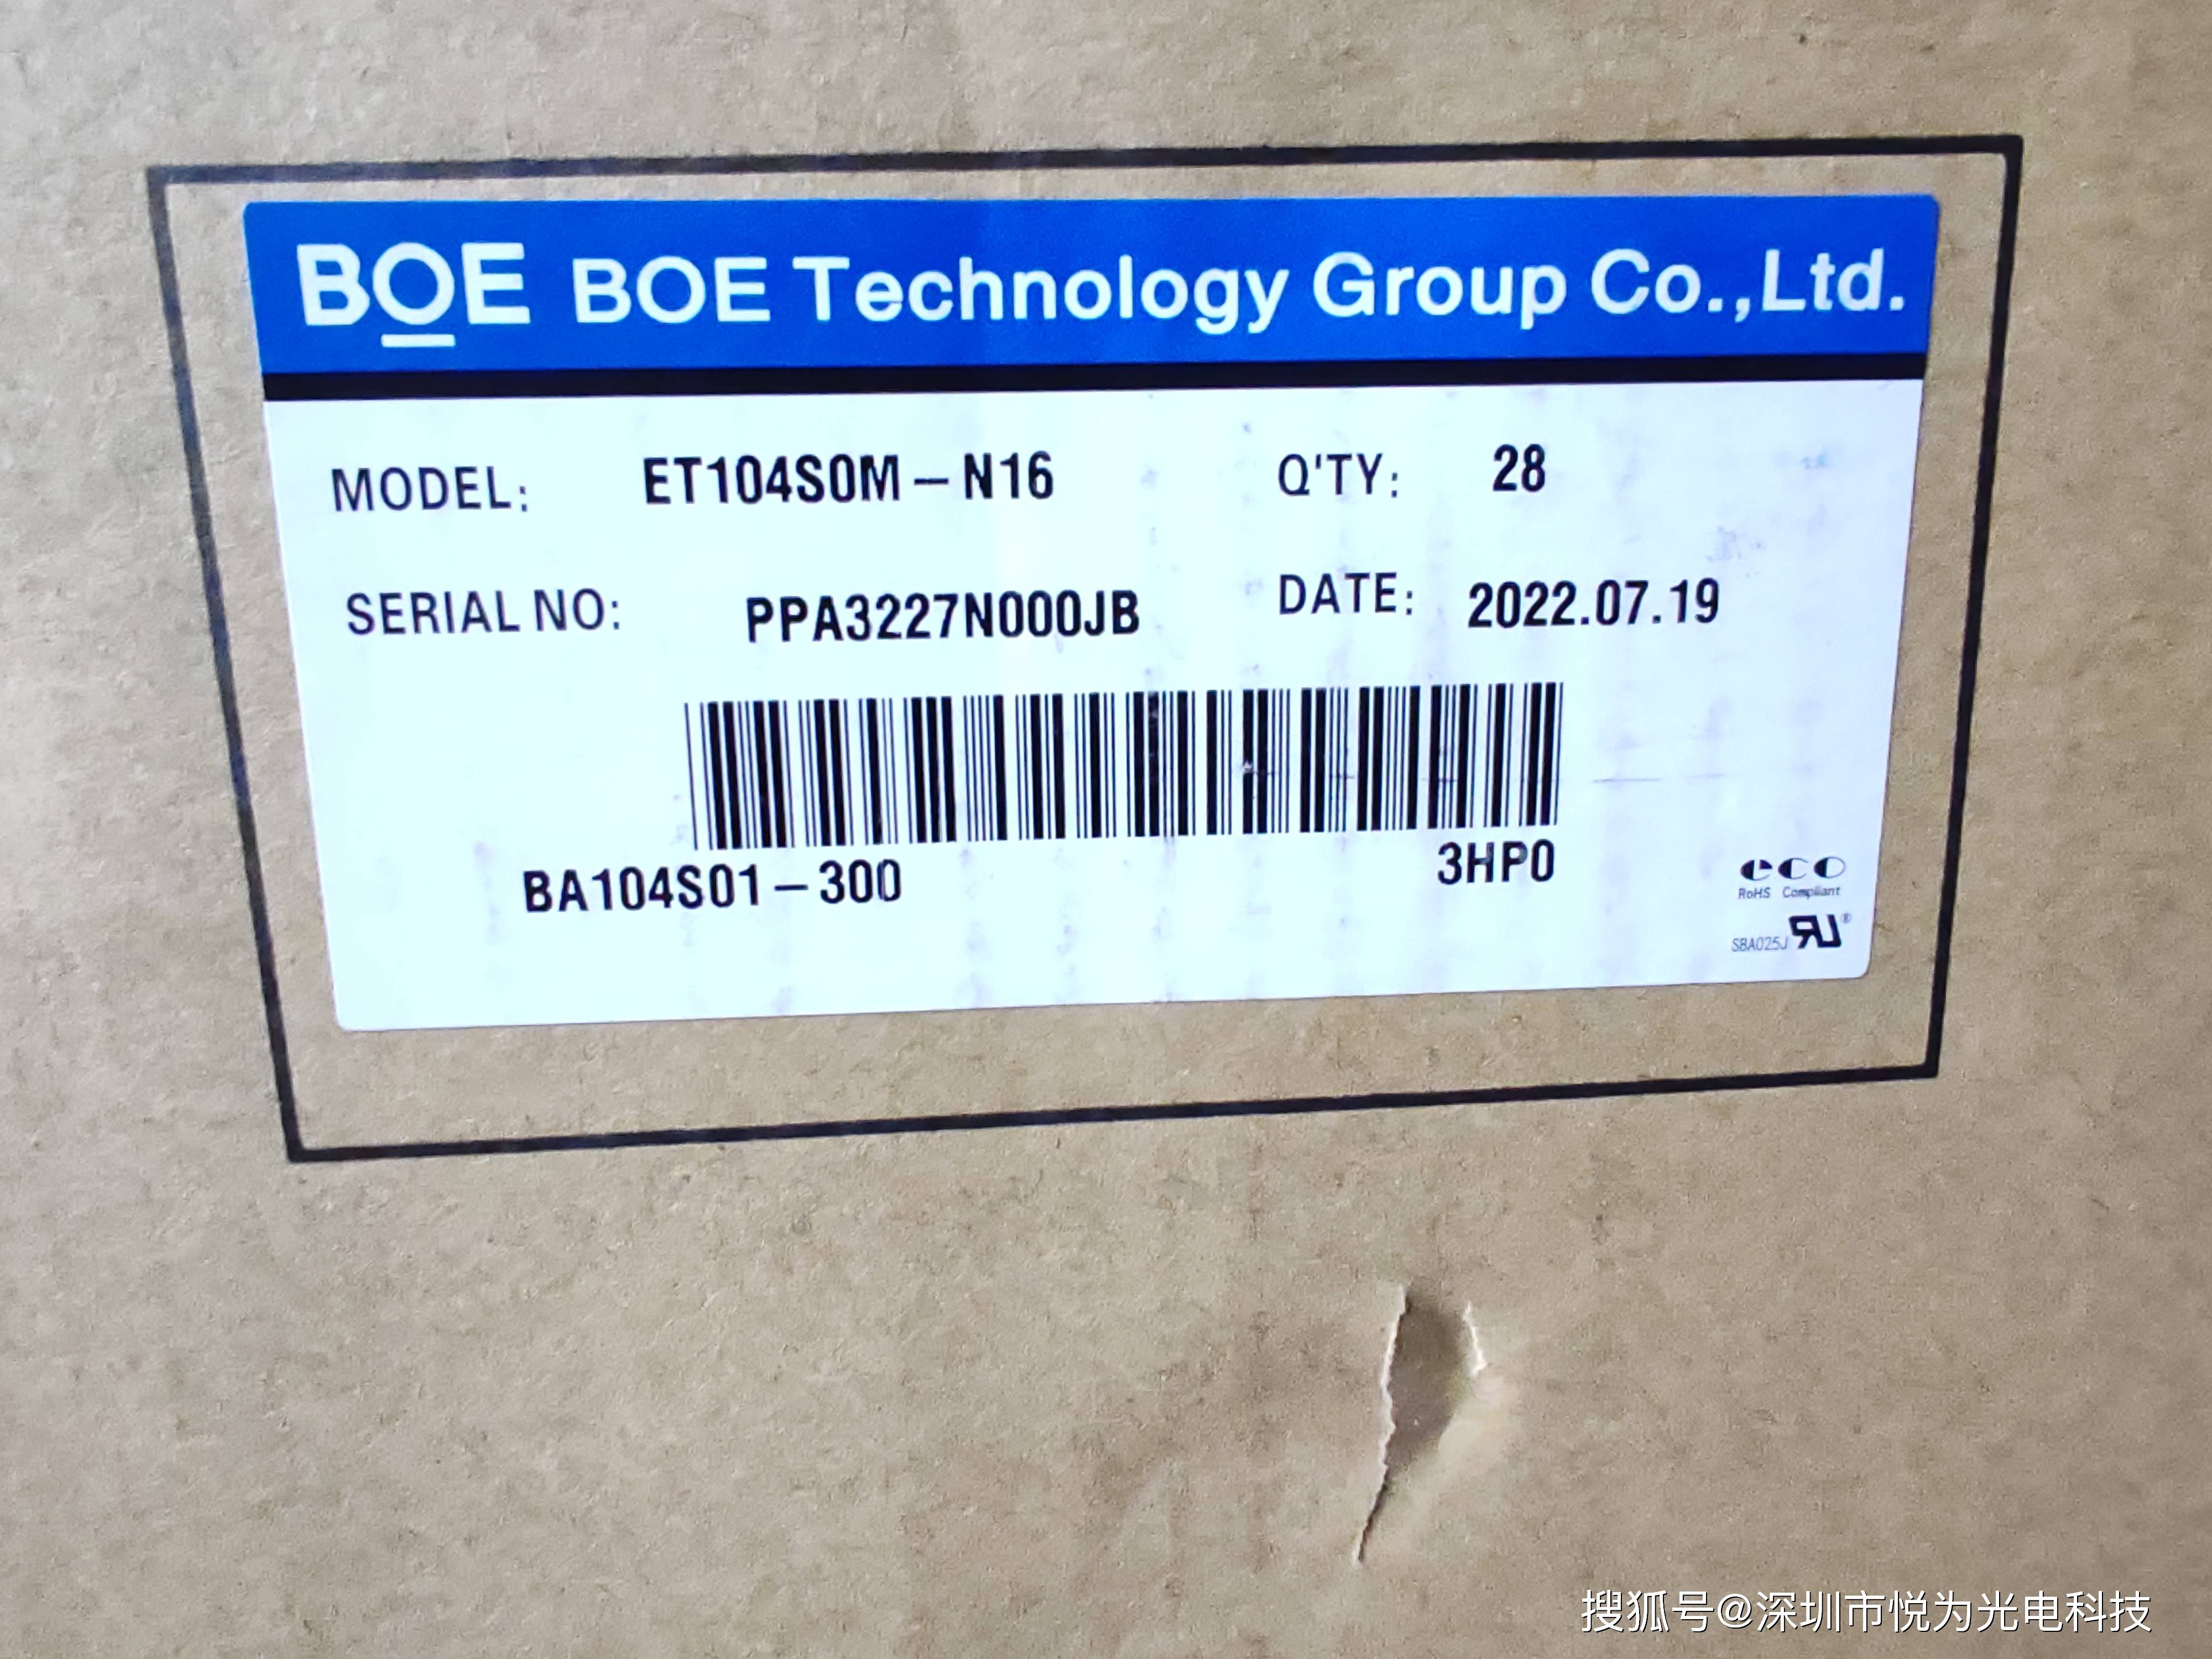 BOE BOE Technology Group Co.,Ltd.
MODEL: ET104S0M-N16 Q'TY: 28
SERIAL NO: PPA3227N000JB DATE: 2022.07.19
BA104S01-300 3HP0
eco
RoHS Compliant
SBA025J RU®
搜狐号@深圳市悦为光电科技